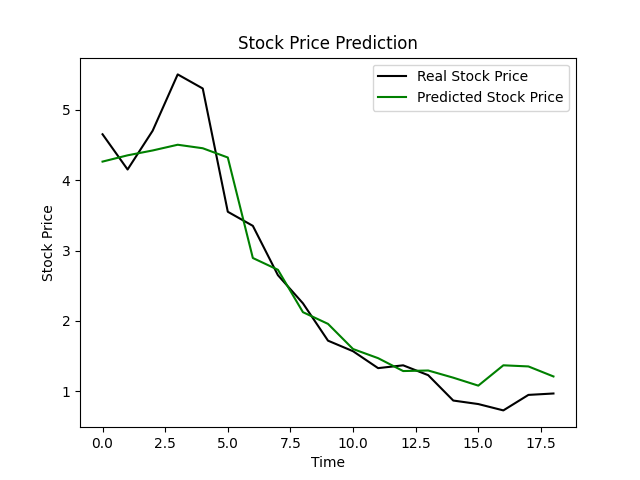 Stock Price Prediction
Real Stock Price
Predicted Stock Price
Stock Price
5
4
3
2
1
0.0 2.5 5.0 7.5 10.0 12.5 15.0 17.5
Time